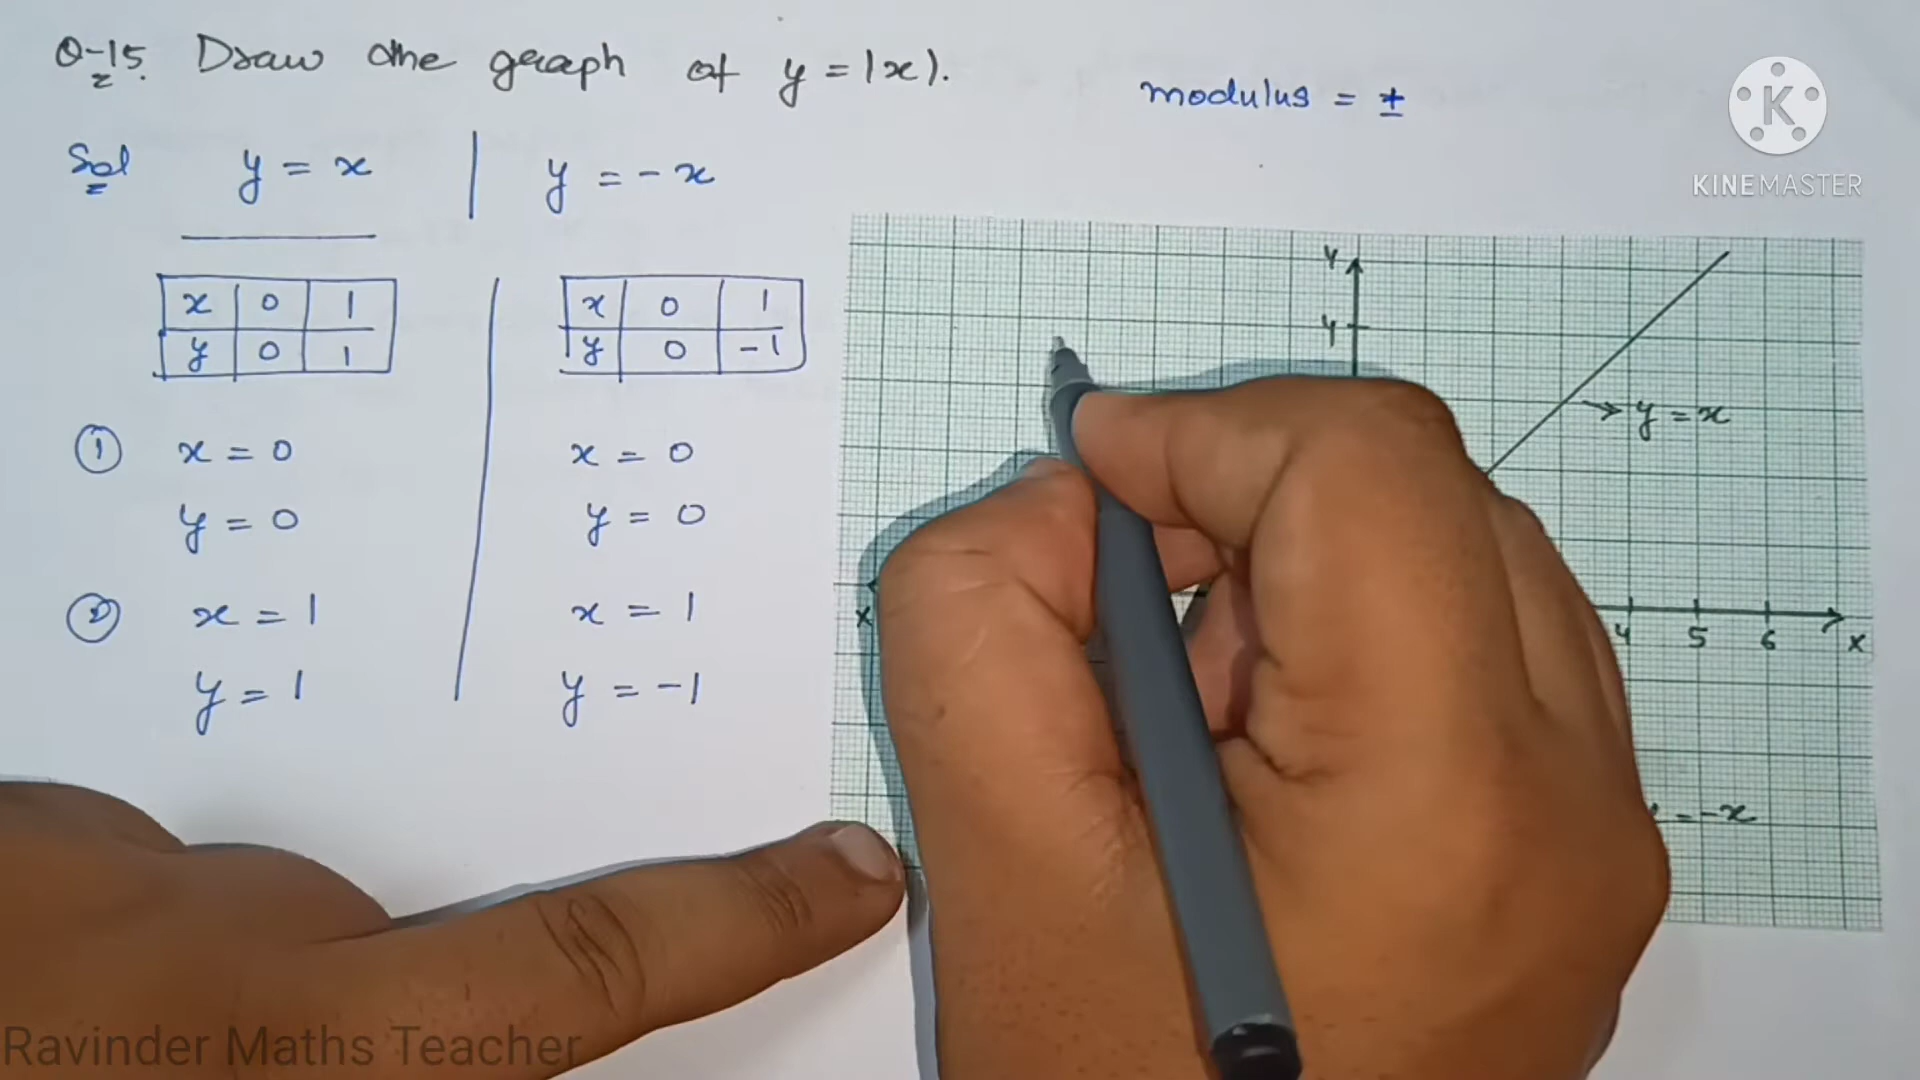 Q-15. Draw the graph of y = |x|.
modulus = ±
KINEMASTER
Sol y = x | y = -x
x 0 1
y 0 1
x 0 1
y 0 -1
① x = 0
y = 0
x = 0
y = 0
② x = 1
y = 1
x = 1
y = -1
Y
4
→ y = x
X
4 5 6 X
= -x
Ravinder Maths Teacher